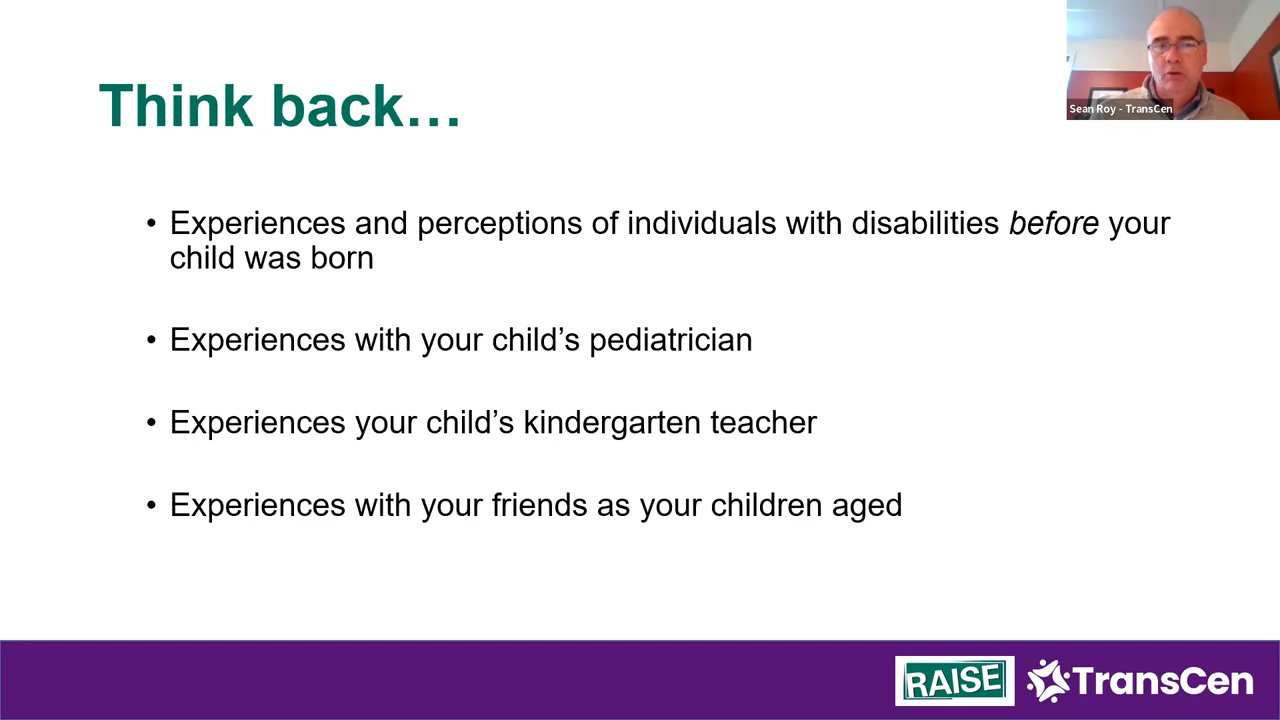 Think back…
Sean Roy - TransCen
• Experiences and perceptions of individuals with disabilities before your
child was born
• Experiences with your child’s pediatrician
• Experiences your child’s kindergarten teacher
• Experiences with your friends as your children aged
RAISE
TransCen